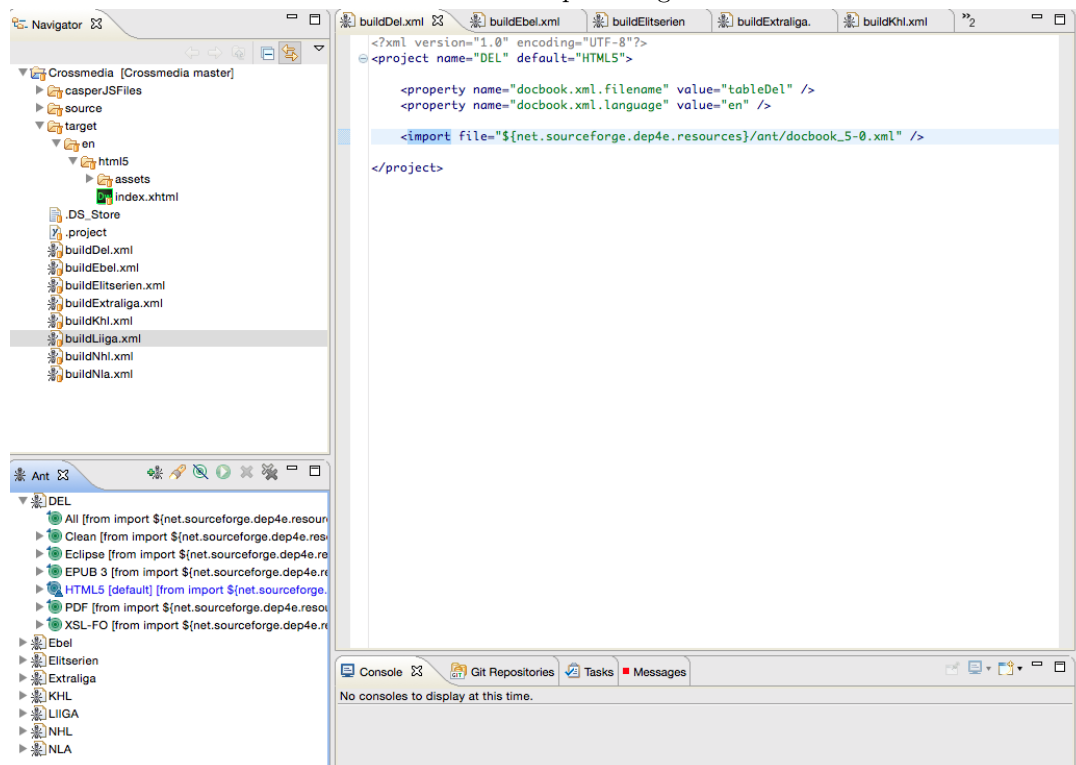 Navigator
Crossmedia [Crossmedia master]
casperJSFiles
source
target
en
html5
assets
index.xhtml
.DS_Store
.project
buildDel.xml
buildEbel.xml
buildElitserien.xml
buildExtraliga.xml
buildKhl.xml
buildLiiga.xml
buildNhl.xml
buildNla.xml
Ant
DEL
All [from import ${net.sourceforge.dep4e.resour
Clean [from import ${net.sourceforge.dep4e.res
Eclipse [from import ${net.sourceforge.dep4e.re
EPUB 3 [from import ${net.sourceforge.dep4e.re
HTML5 [default] [from import ${net.sourceforge.
PDF [from import ${net.sourceforge.dep4e.resou
XSL-FO [from import ${net.sourceforge.dep4e.re
Ebel
Elitserien
Extraliga
KHL
LIIGA
NHL
NLA
buildDel.xml buildEbel.xml buildElitserien buildExtraliga. buildKhl.xml »2
<?xml version="1.0" encoding="UTF-8"?>
<project name="DEL" default="HTML5">
<property name="docbook.xml.filename" value="tableDel" />
<property name="docbook.xml.language" value="en" />
<import file="${net.sourceforge.dep4e.resources}/ant/docbook_5-0.xml" />
</project>
Console Git Repositories Tasks Messages
No consoles to display at this time.